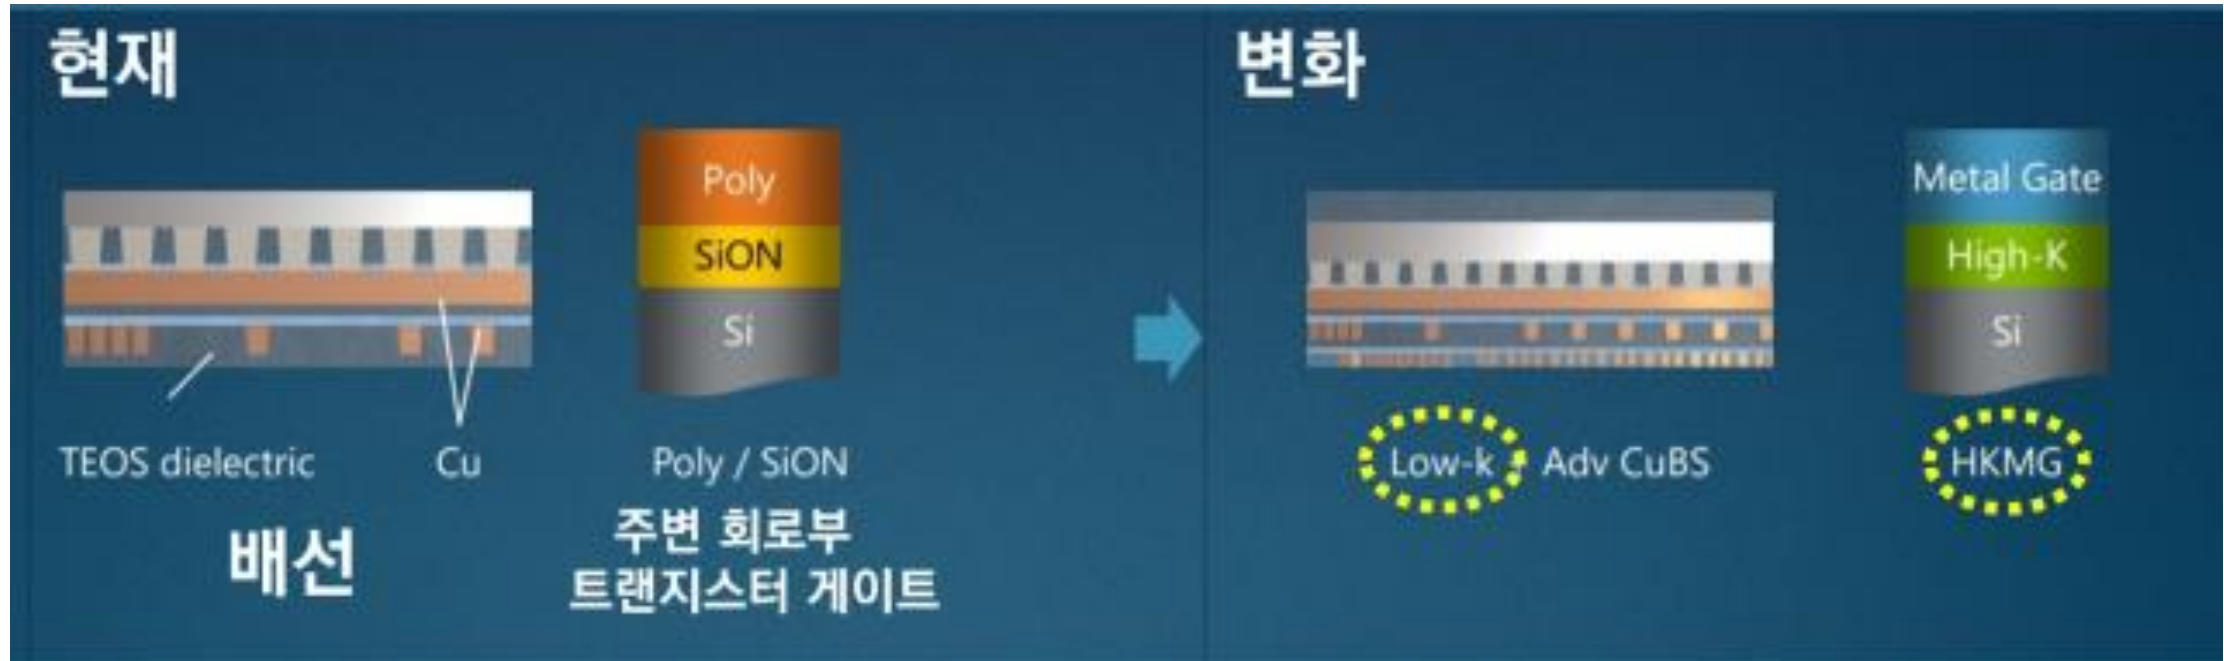 현재
Poly
SiON
Si
TEOS dielectric
Cu
Poly / SiON
배선
주변 회로부
트랜지스터 게이트
변화
Metal Gate
High-K
Si
Low-k
Adv CuBS
HKMG